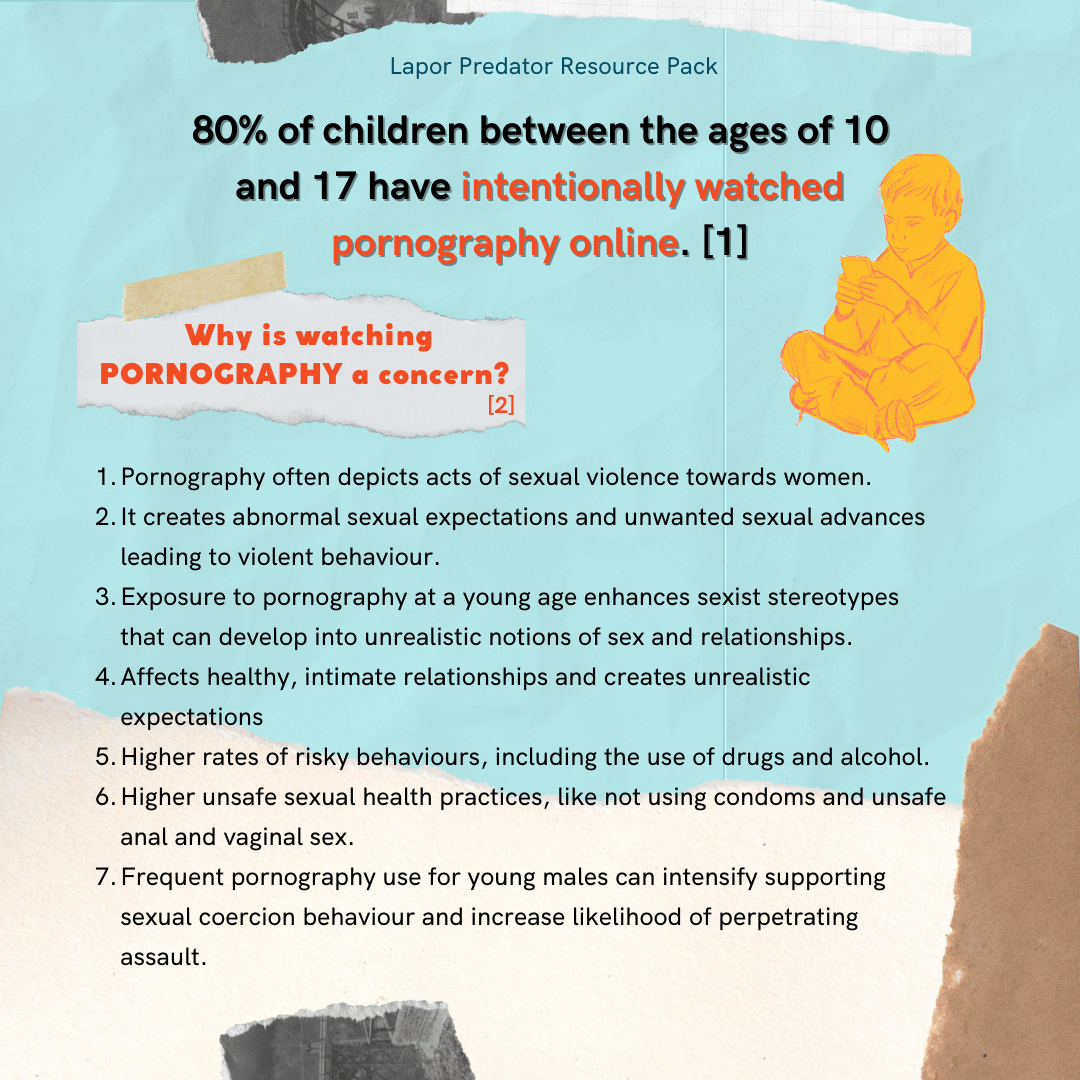 Lapor Predator Resource Pack
80% of children between the ages of 10
and 17 have intentionally watched
pornography online. [1]
Why is watching
PORNOGRAPHY a concern?
[2]
1. Pornography often depicts acts of sexual violence towards women.
2. It creates abnormal sexual expectations and unwanted sexual advances
leading to violent behaviour.
3. Exposure to pornography at a young age enhances sexist stereotypes
that can develop into unrealistic notions of sex and relationships.
4. Affects healthy, intimate relationships and creates unrealistic
expectations
5. Higher rates of risky behaviours, including the use of drugs and alcohol.
6. Higher unsafe sexual health practices, like not using condoms and unsafe
anal and vaginal sex.
7. Frequent pornography use for young males can intensify supporting
sexual coercion behaviour and increase likelihood of perpetrating
assault.